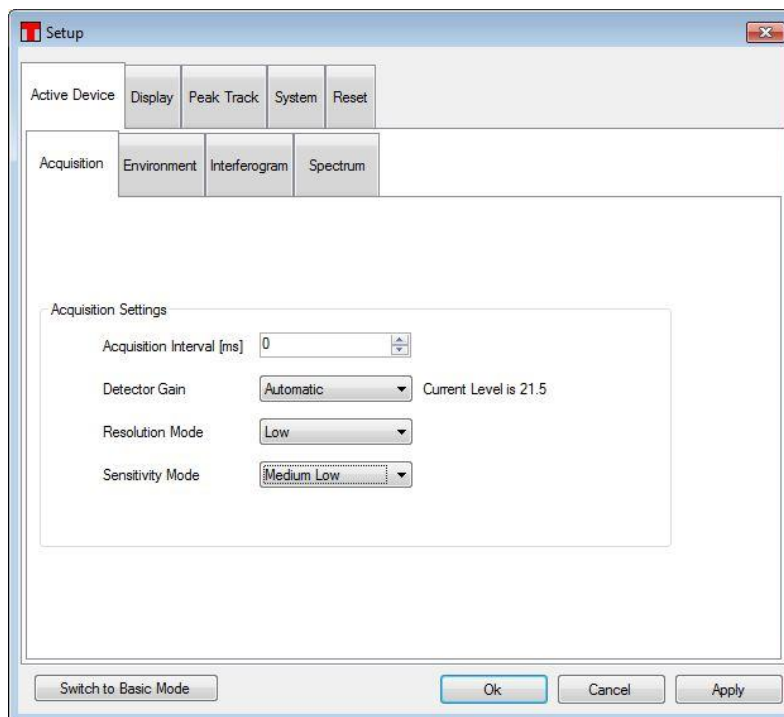 Setup
Active Device Display Peak Track System Reset
Acquisition Environment Interferogram Spectrum
Acquisition Settings
Acquisition Interval [ms] 0
Detector Gain Automatic Current Level is 21.5
Resolution Mode Low
Sensitivity Mode Medium Low
Switch to Basic Mode Ok Cancel Apply